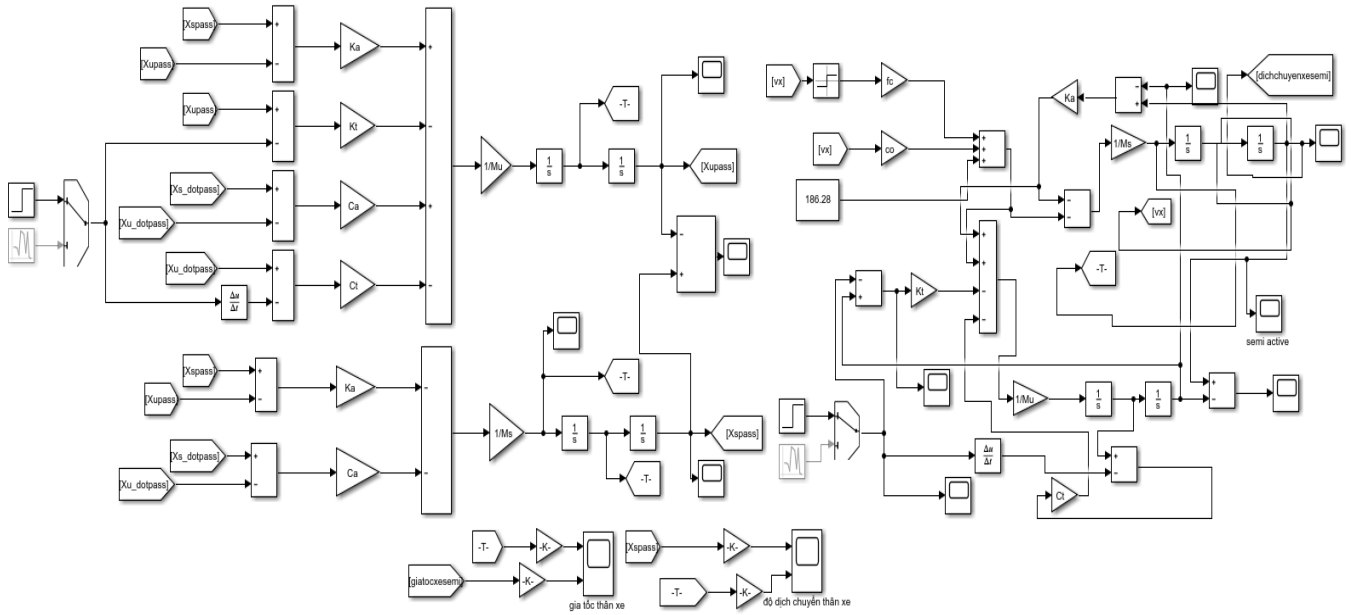 [Xspass]
+
[Xupass]
-
Ka
+
[Xupass]
+
-
Kt
-
[Xs_dotpass]
+
[Xu_dotpass]
-
Ca
+
[Xu_dotpass]
+
Δu
Δt
-
Ct
-
1/Mu
1
s
1
s
-T-
[Xupass]
-
+
[Xspass]
+
[Xupass]
-
Ka
-
[Xs_dotpass]
+
[Xu_dotpass]
-
Ca
-
1/Ms
1
s
1
s
-T-
-T-
[Xspass]
[vx]
fc
[vx]
co
186.28
+
+
+
Ka
-
+
[dichchuyenxesemi]
1/Ms
1
s
1
s
-
-
[vx]
-T-
semi active
-
+
Kt
+
+
-
-
1/Mu
1
s
1
s
+
-
Δu
Δt
+
-
Ct
-T-
-K-
[giatocxesemi]
-K-
gia tốc thân xe
[Xspass]
-K-
-T-
-K-
độ dịch chuyển thân xe